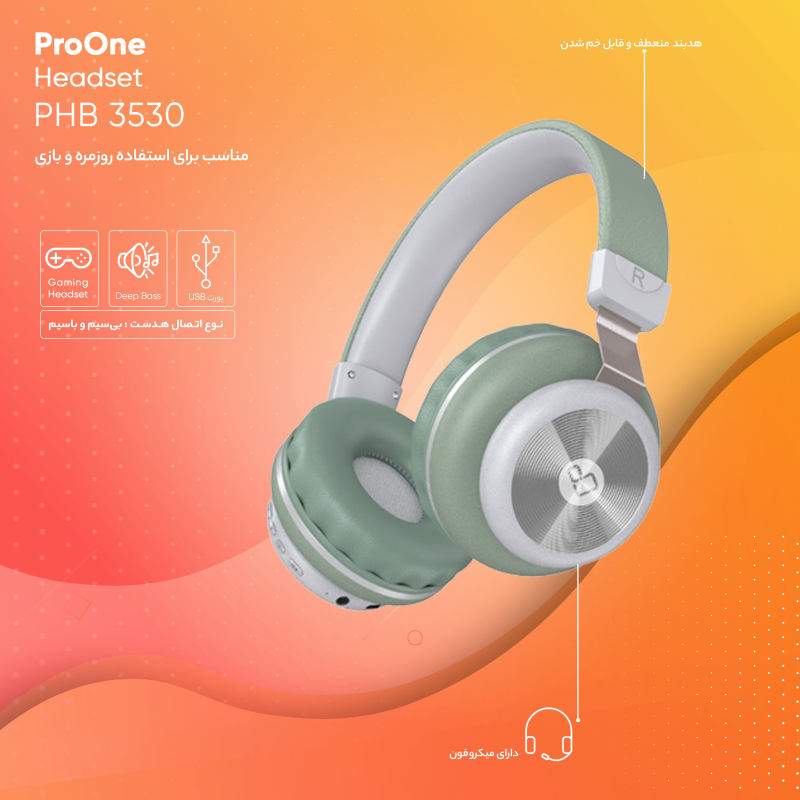 ProOne
Headset
PHB 3530
مناسب برای استفاده روزمره و بازی
هدبند منعطف و قابل خم شدن
Gaming
Headset
Deep Bass
پورت USB
نوع اتصال هدست : بی‌سیم و باسیم
R
دارای میکروفون